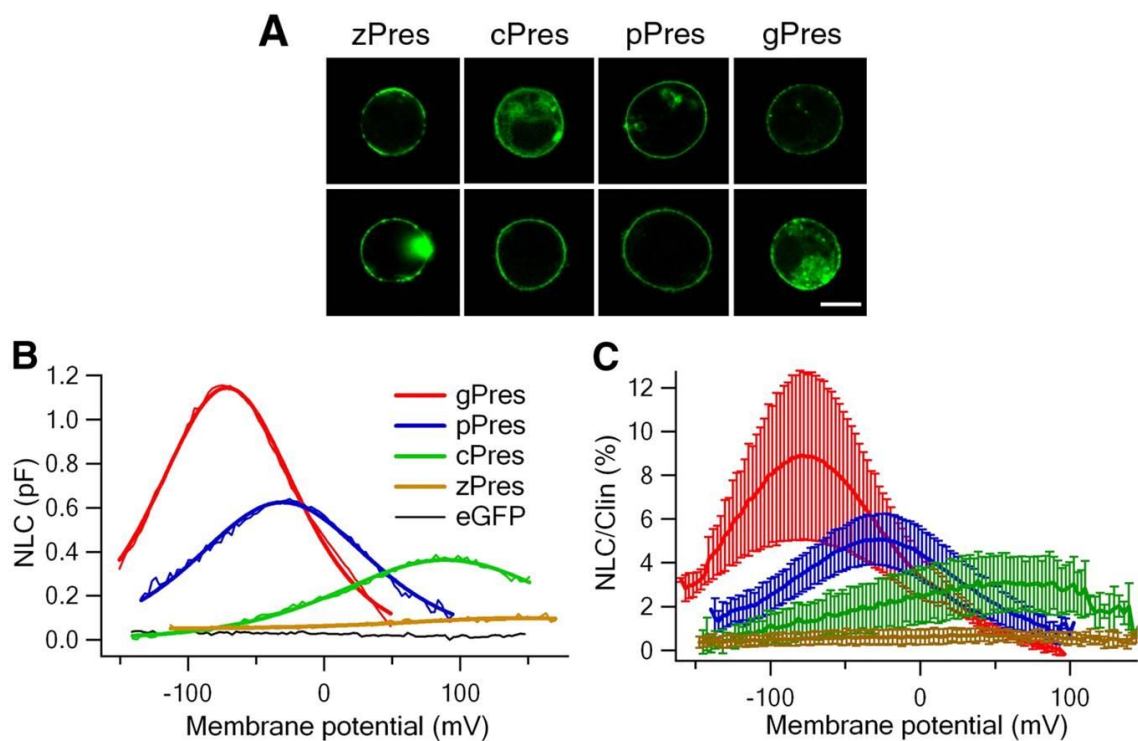 A
zPres cPres pPres gPres
B
NLC (pF)
1.2
1.0
0.8
0.6
0.4
0.2
0.0
gPres
pPres
cPres
zPres
eGFP
-100 0 100
Membrane potential (mV)
C
NLC/Clin (%)
12
10
8
6
4
2
0
-100 0 100
Membrane potential (mV)